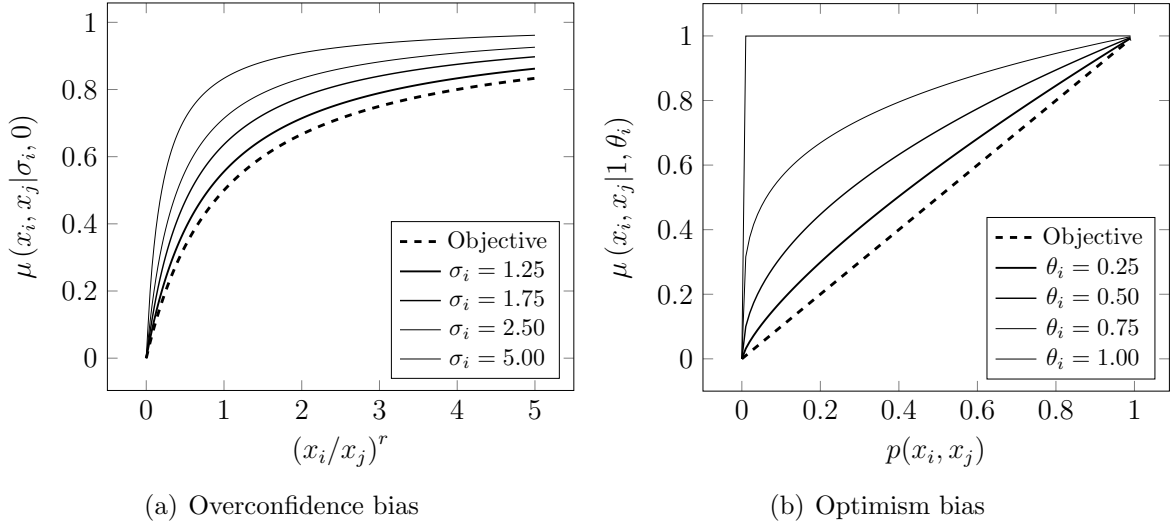 1
0.8
0.6
0.4
0.2
0
μ (x_i, x_j|σ_i, 0)
Objective
σ_i = 1.25
σ_i = 1.75
σ_i = 2.50
σ_i = 5.00
0 1 2 3 4 5
(x_i/x_j)^r
(a) Overconfidence bias
1
0.8
0.6
0.4
0.2
0
μ (x_i, x_j|1, θ_i)
Objective
θ_i = 0.25
θ_i = 0.50
θ_i = 0.75
θ_i = 1.00
0 0.2 0.4 0.6 0.8 1
p(x_i, x_j)
(b) Optimism bias